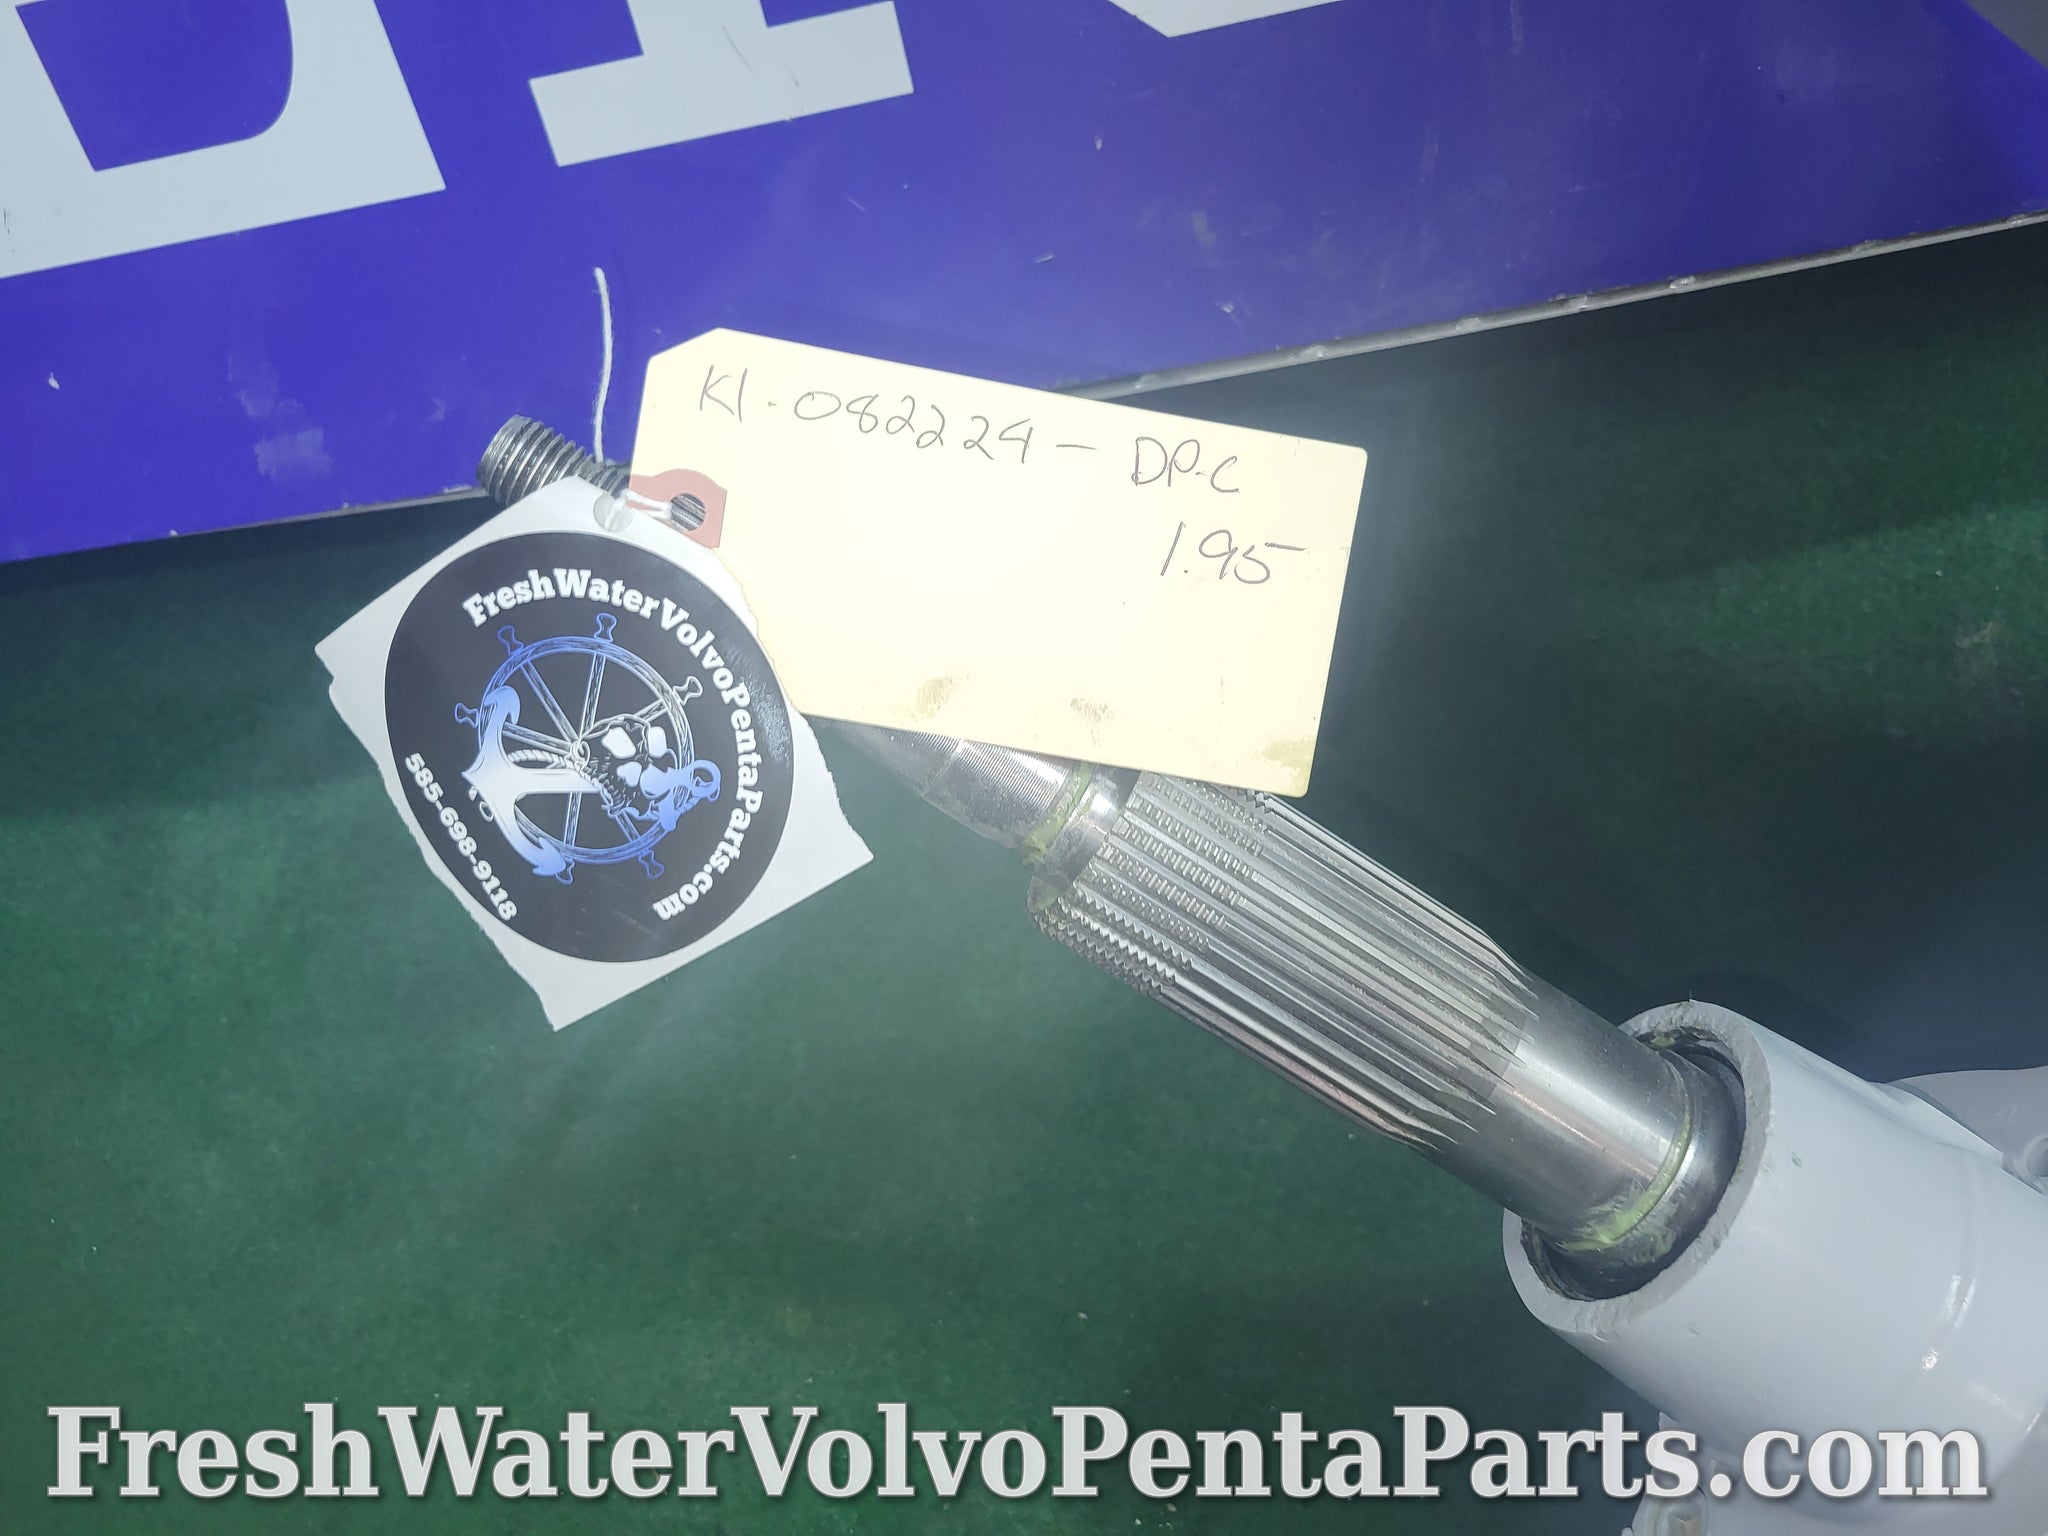 K1-082224- DP-C
1.95
FreshWaterVolvoPentaParts.com
585-698-9118
FreshWaterVolvoPentaParts.com